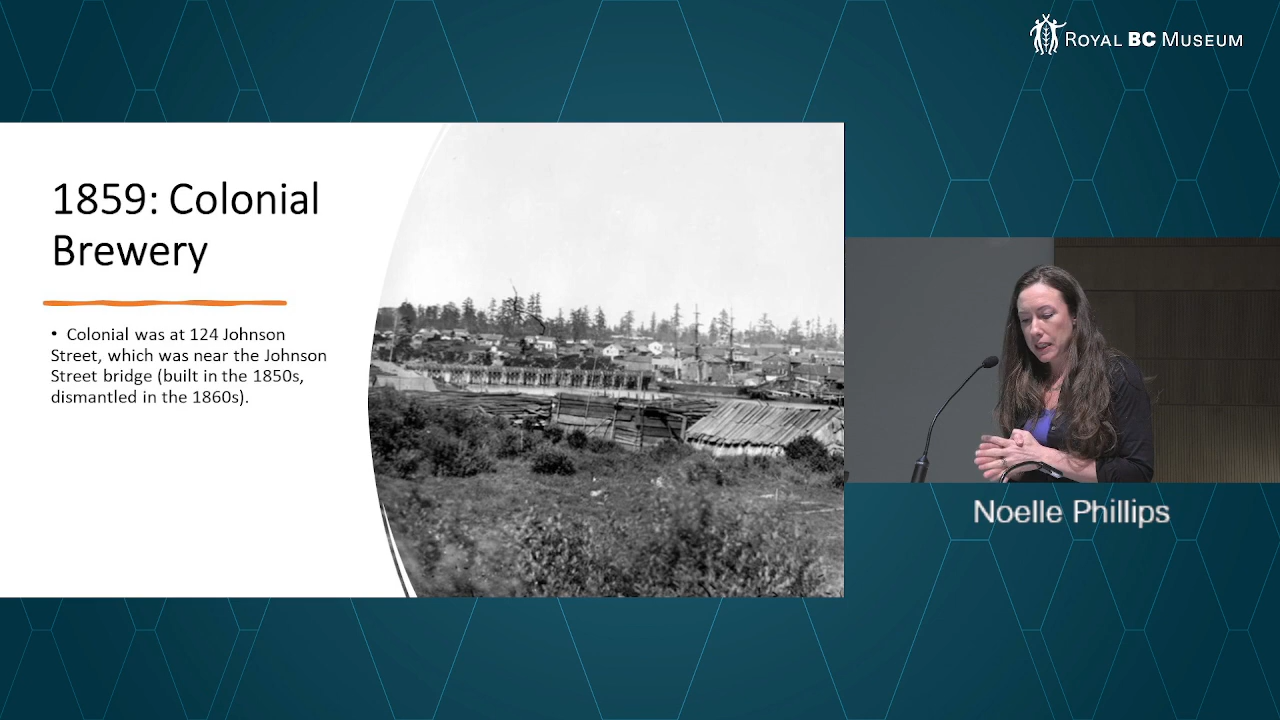 ROYAL BC MUSEUM
1859: Colonial
Brewery
• Colonial was at 124 Johnson
Street, which was near the Johnson
Street bridge (built in the 1850s,
dismantled in the 1860s).
Noelle Phillips